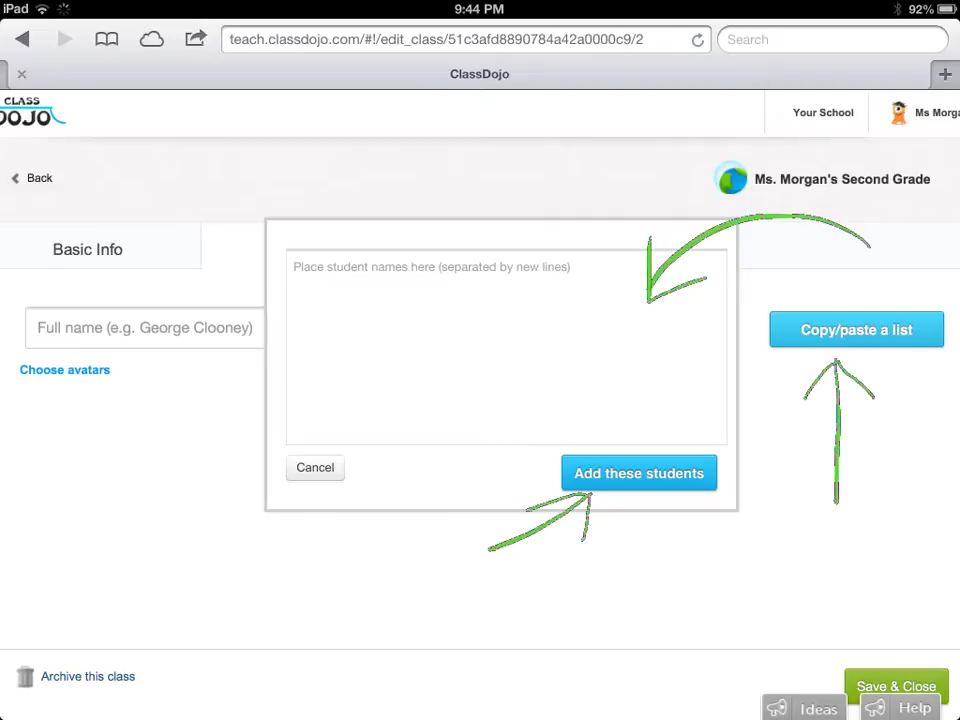 iPad
9:44 PM
92%
teach.classdojo.com/#!/edit_class/51c3afd8890784a42a0000c9/2
Search
ClassDojo
CLASS
DOJO
Your School
Ms Morga
Back
Ms. Morgan's Second Grade
Basic Info
Place student names here (separated by new lines)
Full name (e.g. George Clooney)
Copy/paste a list
Choose avatars
Cancel
Add these students
Archive this class
Save & Close
Ideas
Help